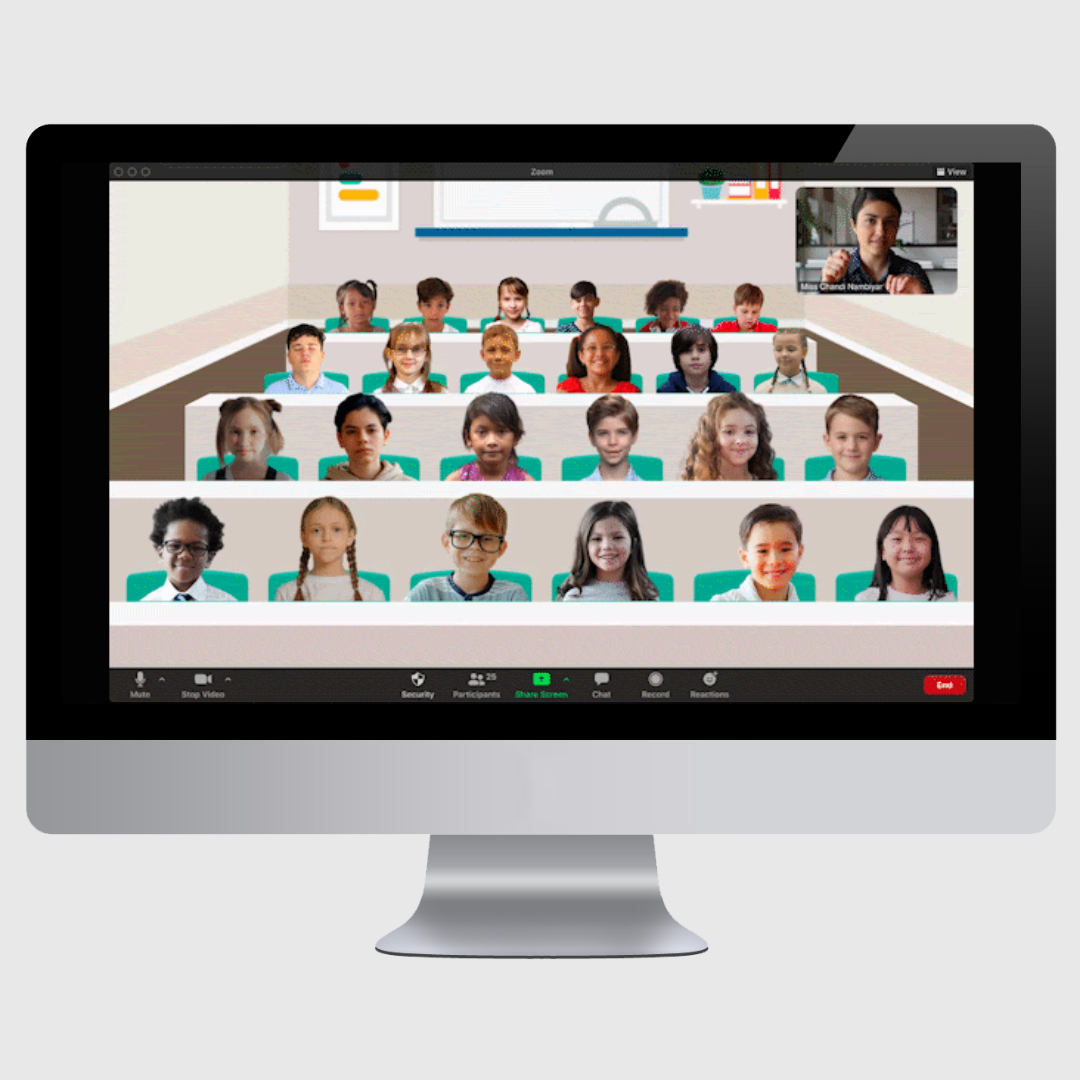 Zoom
View
Miss Chandi Nambiyar
25
Mute
Stop Video
Security
Participants
Share Screen
Chat
Record
Reactions
End